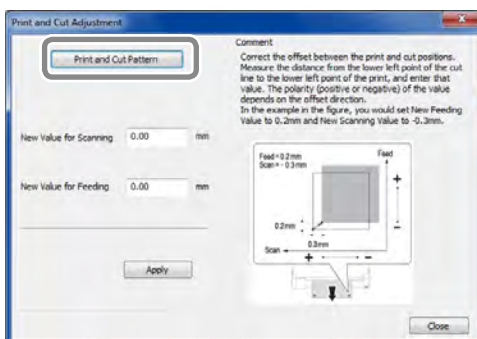 Print and Cut Adjustment
Print and Cut Pattern
New Value for Scanning 0.00 mm
New Value for Feeding 0.00 mm
Apply
Comment
Correct the offset between the print and cut positions.
Measure the distance from the lower left point of the cut
line to the lower left point of the print, and enter that
value. The polarity (positive or negative) of the value
depends on the offset direction.
In the example in the figure, you would set New Feeding
Value to 0.2mm and New Scanning Value to -0.3mm.
Feed=0.2mm
Scan=-0.3mm
Feed
+
-
0.2mm
0.3mm
Scan
+ -
Close